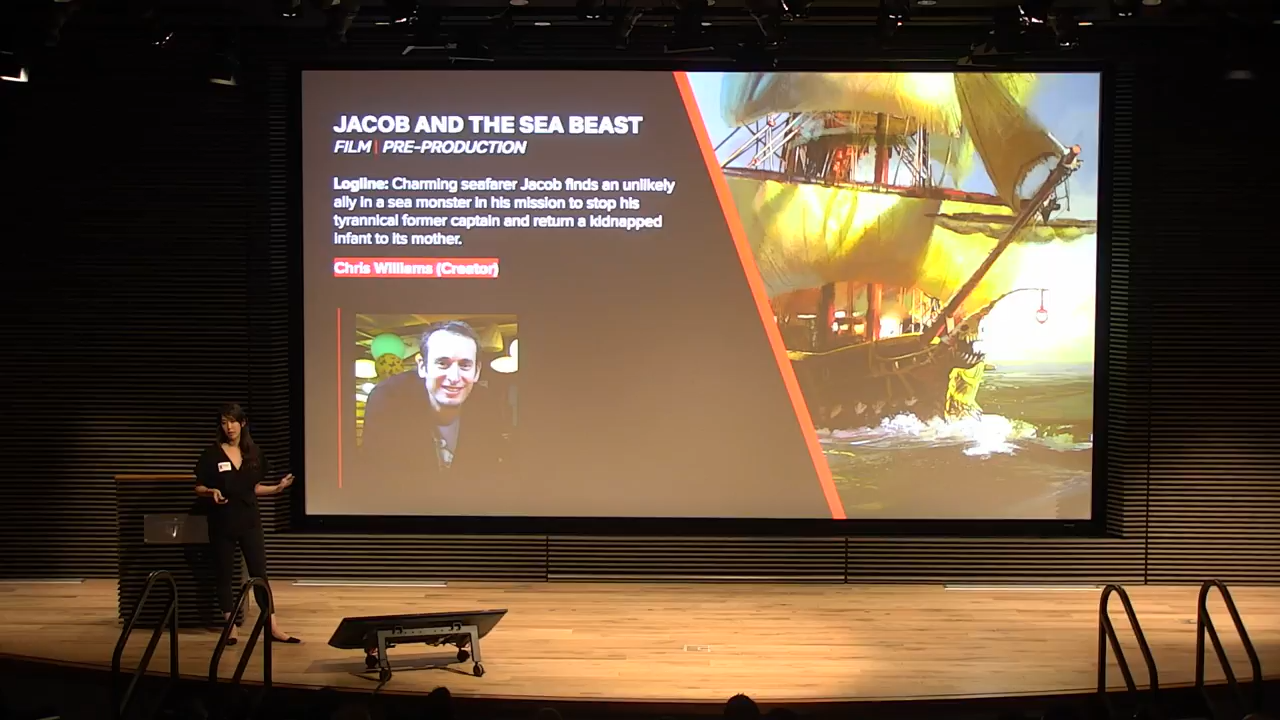 JACOB AND THE SEA BEAST
FILM | PRE-PRODUCTION
Logline: Charming seafarer Jacob finds an unlikely
ally in a sea monster in his mission to stop his
tyrannical former captain and return a kidnapped
infant to its mother.
Chris Williams (Creator)